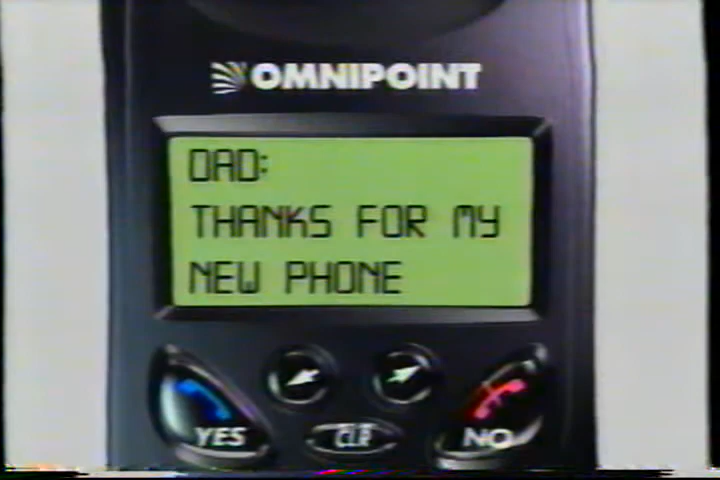 OMNIPOINT
DAD:
THANKS FOR MY
NEW PHONE
YES
CLR
NO